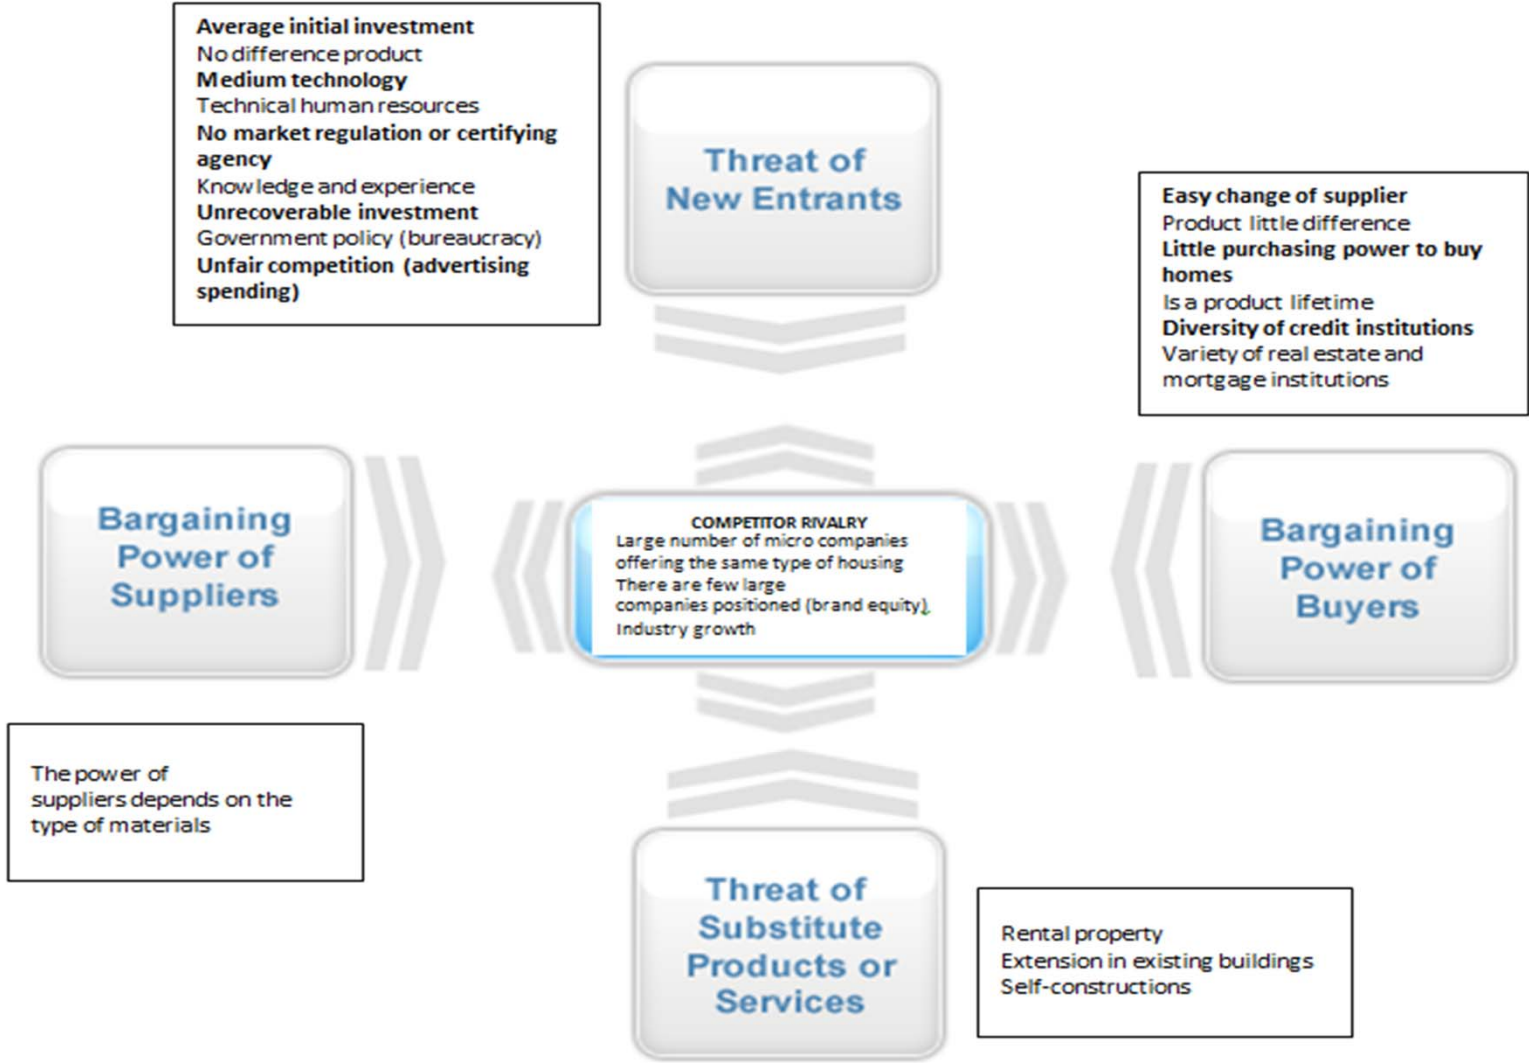 Average initial investment
No difference product
Medium technology
Technical human resources
No market regulation or certifying
agency
Knowledge and experience
Unrecoverable investment
Government policy (bureaucracy)
Unfair competition (advertising
spending)
Threat of
New Entrants
Easy change of supplier
Product little difference
Little purchasing power to buy
homes
Is a product lifetime
Diversity of credit institutions
Variety of real estate and
mortgage institutions
Bargaining
Power of
Suppliers
COMPETITOR RIVALRY
Large number of micro companies
offering the same type of housing
There are few large
companies positioned (brand equity),
Industry growth
Bargaining
Power of
Buyers
The power of
suppliers depends on the
type of materials
Threat of
Substitute
Products or
Services
Rental property
Extension in existing buildings
Self-constructions